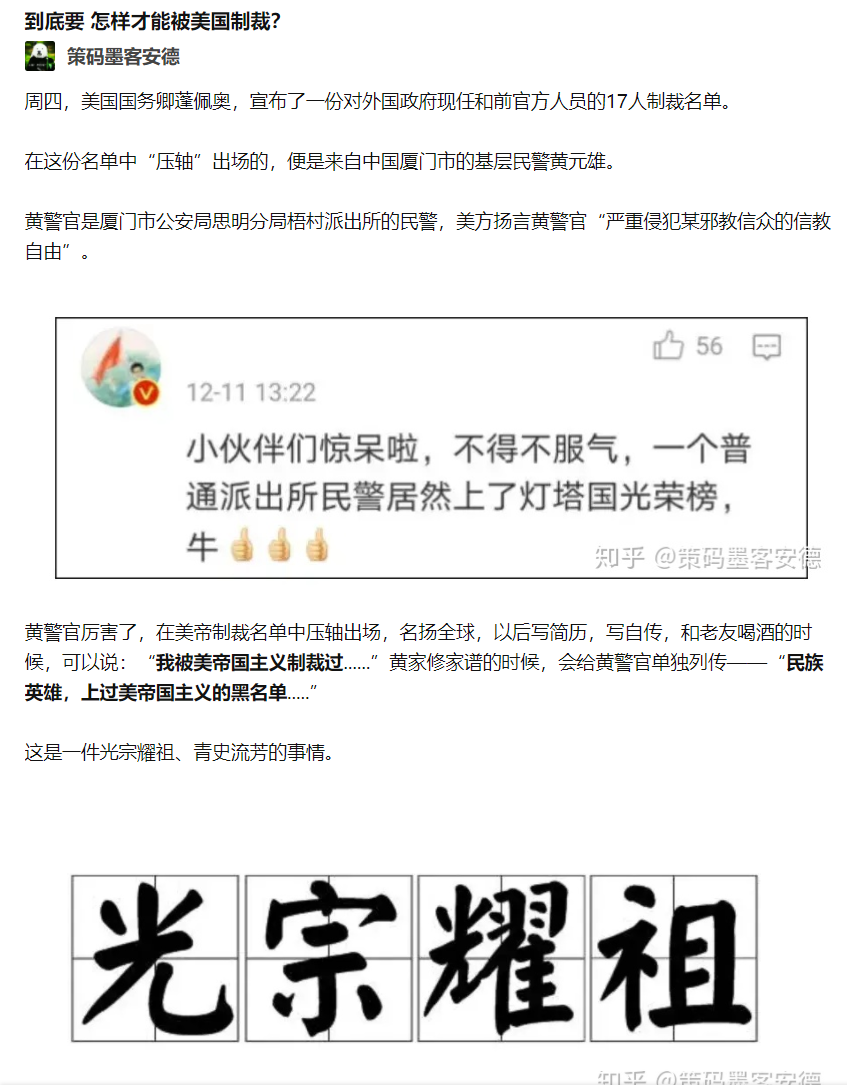 到底要 怎样才能被美国制裁？
策码墨客安德
周四，美国国务卿蓬佩奥，宣布了一份对外国政府现任和前官方人员的17人制裁名单。
在这份名单中“压轴”出场的，便是来自中国厦门市的基层民警黄元雄。
黄警官是厦门市公安局思明分局梧村派出所的民警，美方扬言黄警官“严重侵犯某邪教信众的信教
自由”。
56
12-11 13:22
小伙伴们惊呆啦，不得不服气，一个普
通派出所民警居然上了灯塔国光荣榜，
牛👍👍👍
知乎 @策码墨客安德
黄警官厉害了，在美帝制裁名单中压轴出场，名扬全球，以后写简历，写自传，和老友喝酒的时
候，可以说：“我被美帝国主义制裁过......”黄家修家谱的时候，会给黄警官单独列传——“民族
英雄，上过美帝国主义的黑名单.....”
这是一件光宗耀祖、青史流芳的事情。
光宗耀祖
知乎 @策码墨客安德